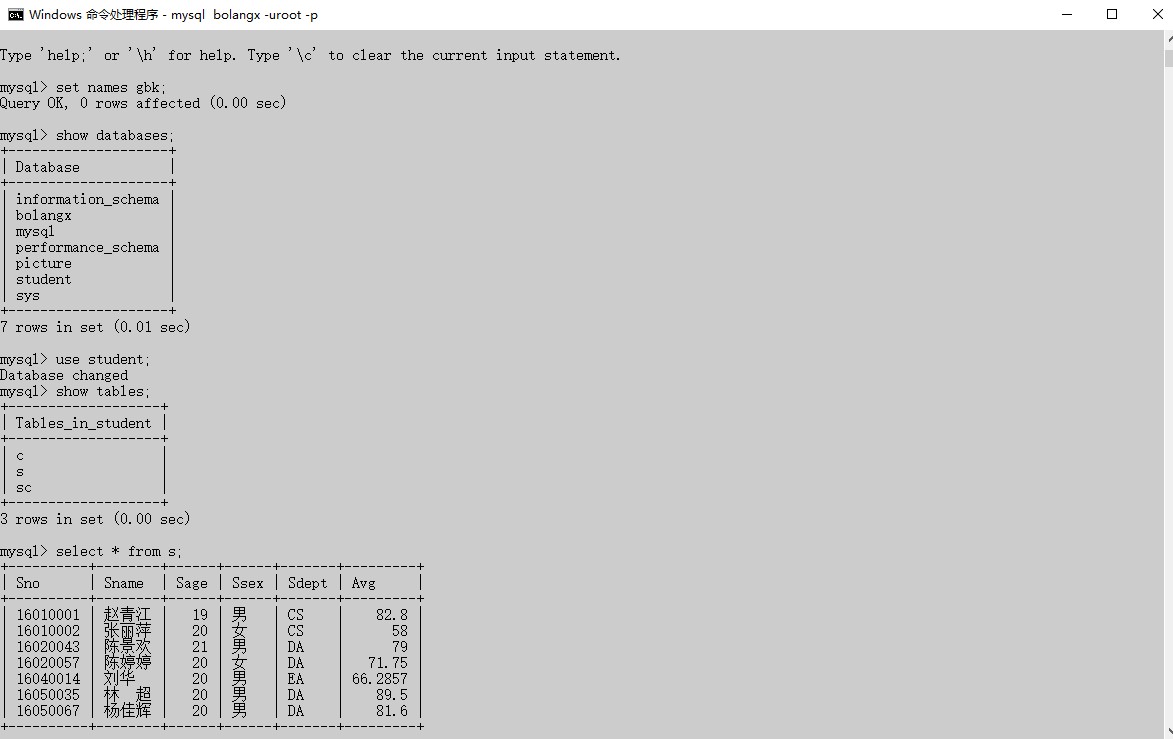 Windows 命令处理程序 - mysql  bolangx -uroot -p
Type 'help;' or '\h' for help. Type '\c' to clear the current input statement.
mysql> set names gbk;
Query OK, 0 rows affected (0.00 sec)
mysql> show databases;
+--------------------+
| Database           |
+--------------------+
| information_schema |
| bolangx            |
| mysql              |
| performance_schema |
| picture            |
| student            |
| sys                |
+--------------------+
7 rows in set (0.01 sec)
mysql> use student;
Database changed
mysql> show tables;
+-------------------+
| Tables_in_student |
+-------------------+
| c                 |
| s                 |
| sc                |
+-------------------+
3 rows in set (0.00 sec)
mysql> select * from s;
+----------+--------+------+------+-------+---------+
| Sno      | Sname  | Sage | Ssex | Sdept | Avg     |
+----------+--------+------+------+-------+---------+
| 16010001 | 赵青江 |   19 | 男   | CS    |    82.8 |
| 16010002 | 张丽萍 |   20 | 女   | CS    |      58 |
| 16020043 | 陈景欢 |   21 | 男   | DA    |      79 |
| 16020057 | 陈婷婷 |   20 | 女   | DA    |   71.75 |
| 16040014 | 刘华   |   20 | 男   | EA    | 66.2857 |
| 16050035 | 林  超 |   20 | 男   | DA    |    89.5 |
| 16050067 | 杨佳辉 |   20 | 男   | DA    |    81.6 |
+----------+--------+------+------+-------+---------+